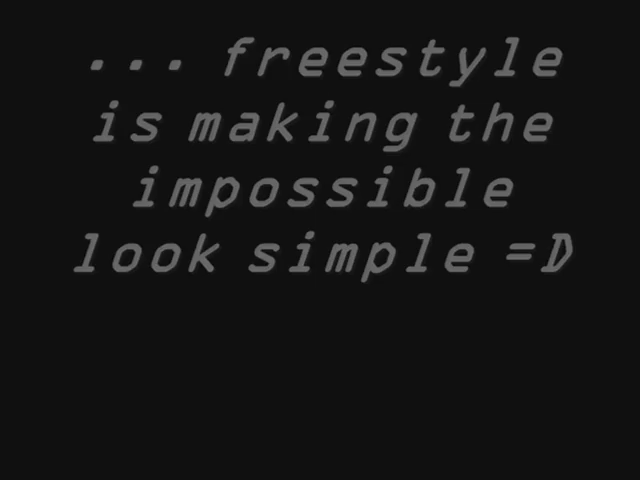 ... freestyle
is making the
impossible
look simple =D